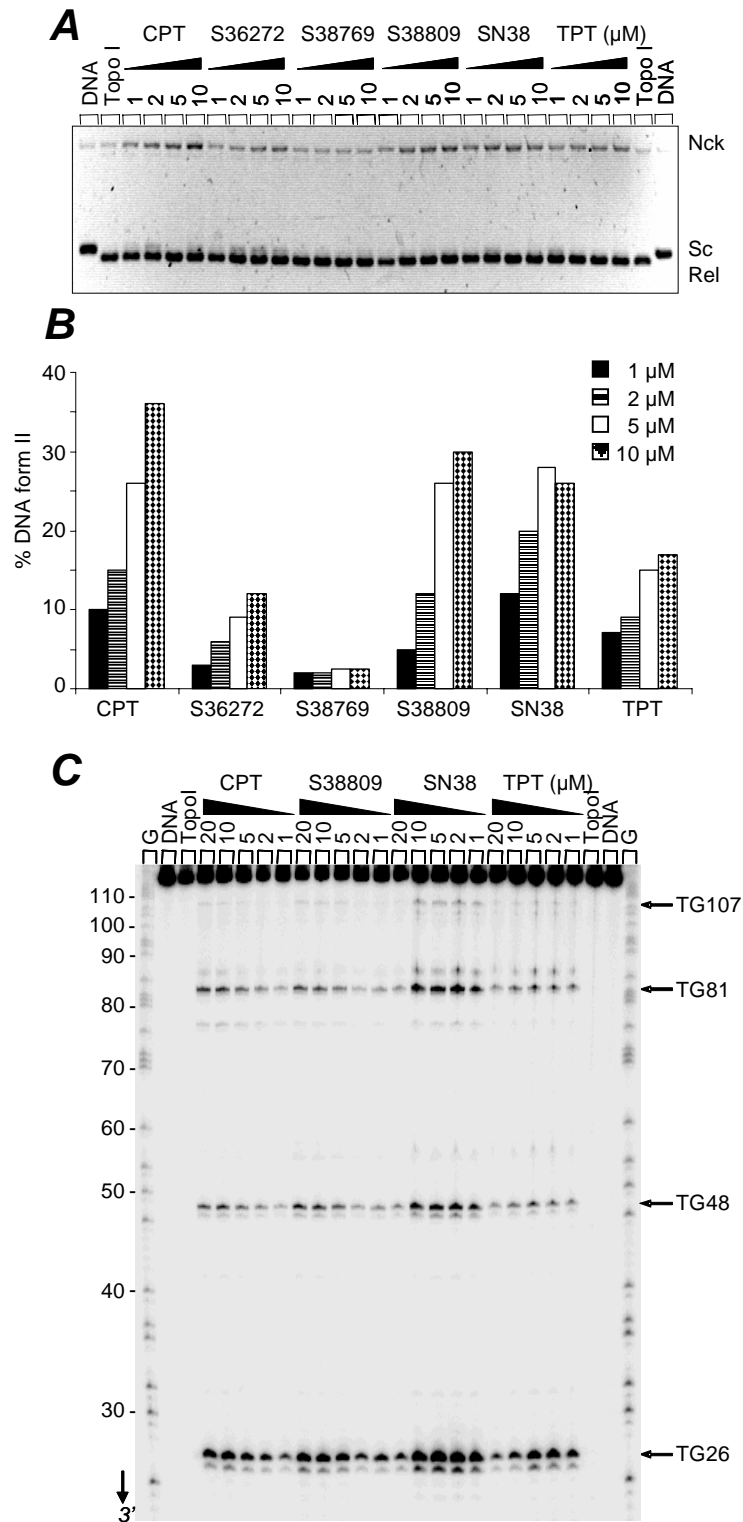 A
CPT S36272 S38769 S38809 SN38 TPT (µM)
DNA Topo I 1 2 5 10 1 2 5 10 1 2 5 10 1 2 5 10 1 2 5 10 1 2 5 10 Topo I DNA
Nck
Sc
Rel
B
% DNA form II
40
30
20
10
0
1 µM
2 µM
5 µM
10 µM
CPT S36272 S38769 S38809 SN38 TPT
C
CPT S38809 SN38 TPT (µM)
G DNA Topo I 20 10 5 2 1 20 10 5 2 1 20 10 5 2 1 20 10 5 2 1 Topo I DNA G
110 -
TG107
100 -
90 -
TG81
80 -
70 -
60 -
50 -
TG48
40 -
30 -
TG26
3'